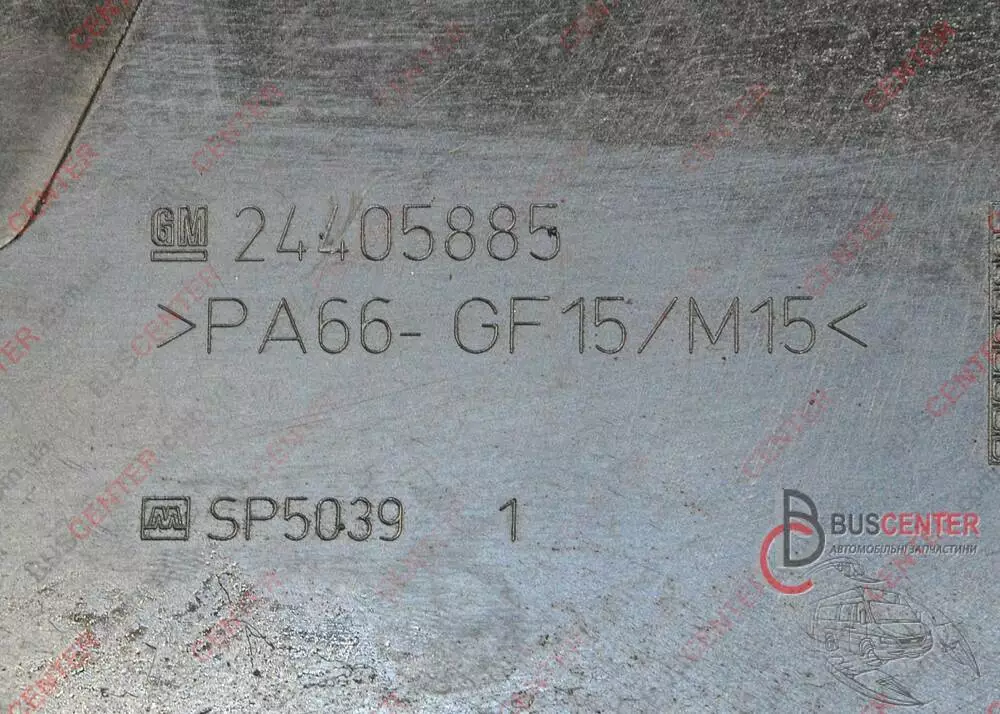 GM 24405885
>PA66- GF15/M15<
SP5039 1
BUSCENTER
АВТОМОБІЛЬНІ ЗАПЧАСТИНИ